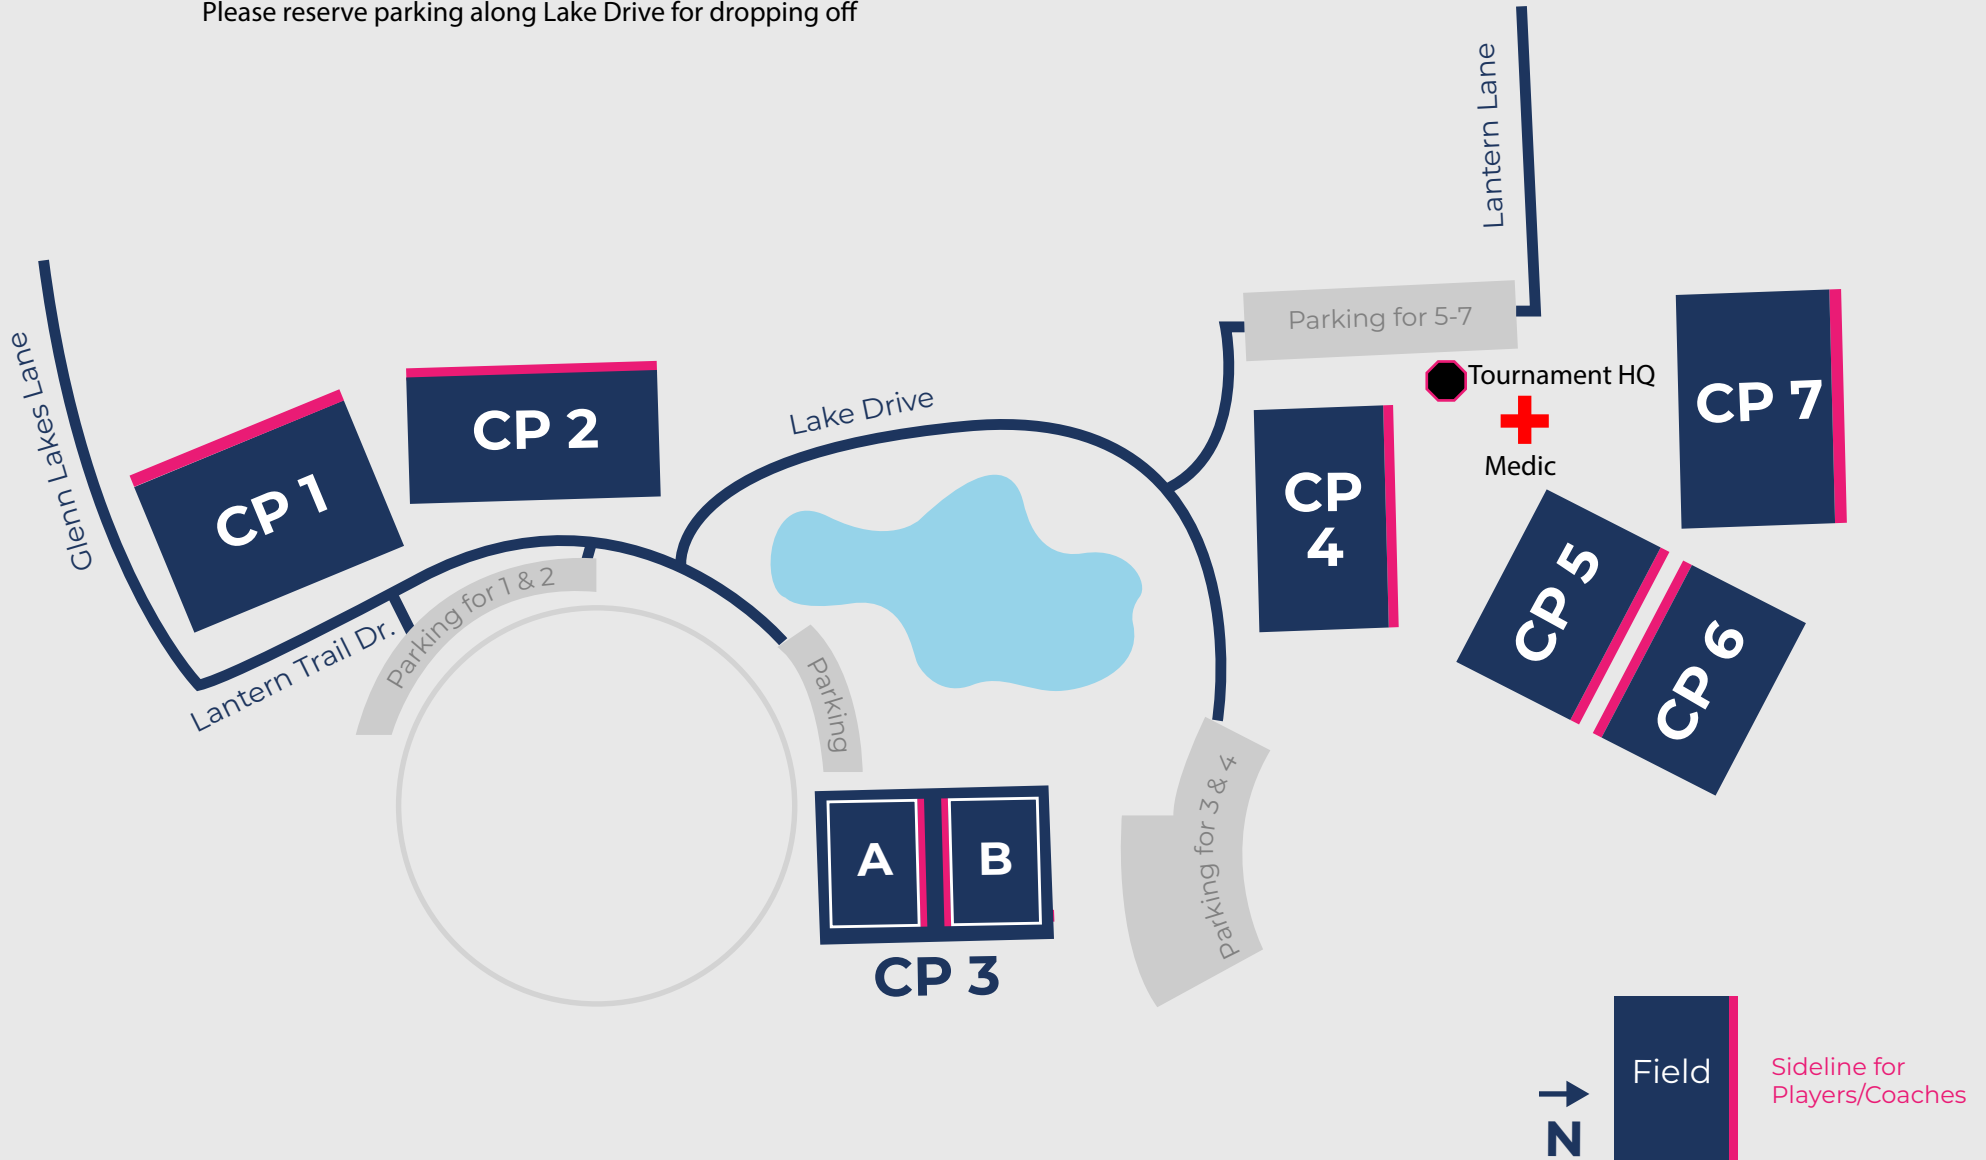 Please reserve parking along Lake Drive for dropping off
Lantern Lane
Parking for 5-7
Glenn Lakes Lane
Tournament HQ
CP 7
CP 2
Lake Drive
Medic
CP 1
CP
4
CP 5
Parking for 1 & 2
CP 6
Lantern Trail Dr.
Parking
Parking for 3 & 4
A
B
CP 3
Field
Sideline for
Players/Coaches
N